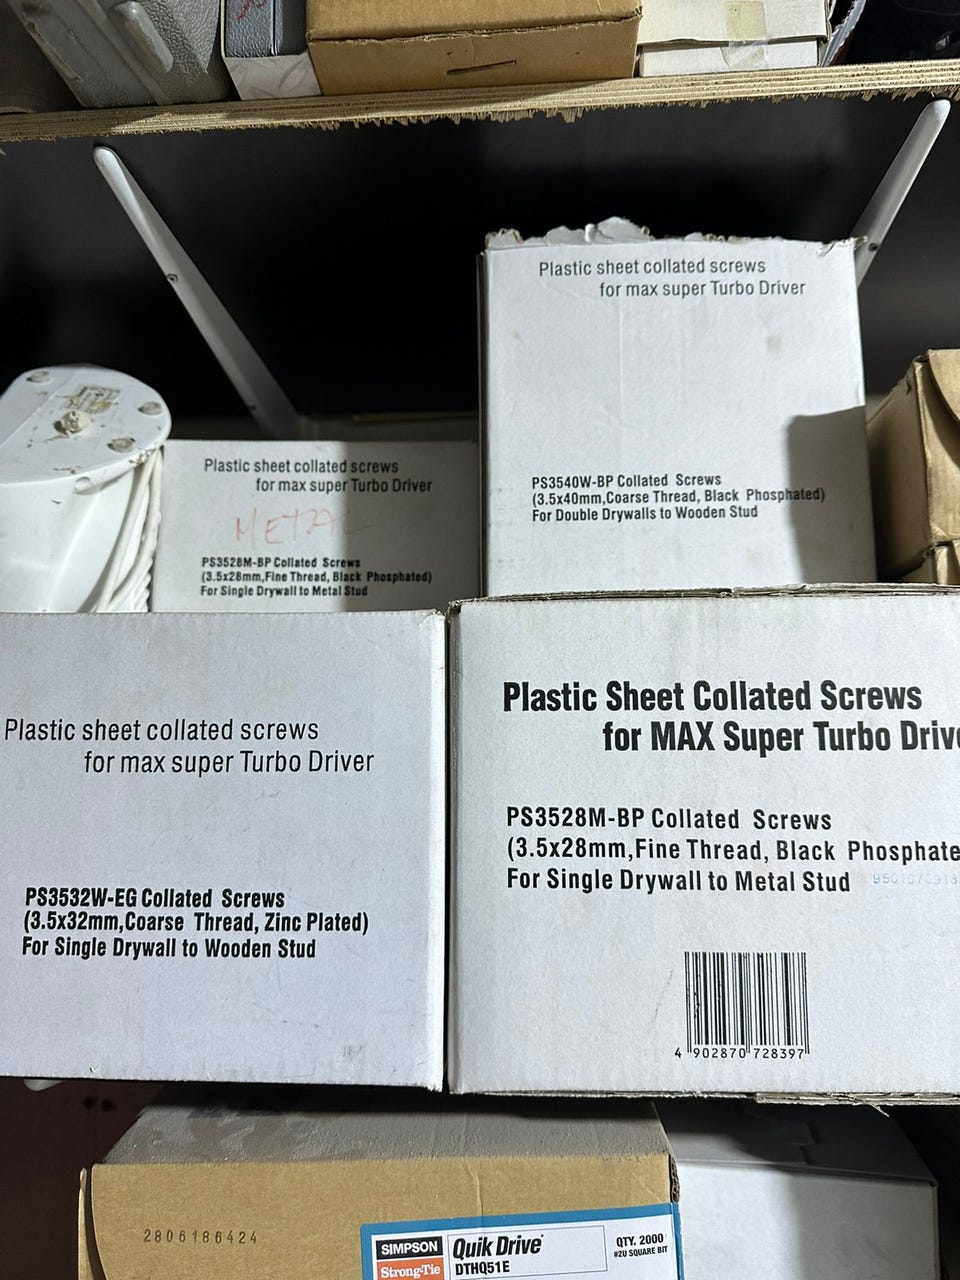 Plastic sheet collated screws
for max super Turbo Driver
PS3540W-BP Collated Screws
(3.5x40mm,Coarse Thread, Black Phosphated)
For Double Drywalls to Wooden Stud
Plastic sheet collated screws
for max super Turbo Driver
METAL
PS3528M-BP Collated Screws
(3.5x28mm,Fine Thread, Black Phosphated)
For Single Drywall to Metal Stud
Plastic sheet collated screws
for max super Turbo Driver
PS3532W-EG Collated Screws
(3.5x32mm,Coarse Thread, Zinc Plated)
For Single Drywall to Wooden Stud
Plastic Sheet Collated Screws
for MAX Super Turbo Drive
PS3528M-BP Collated Screws
(3.5x28mm,Fine Thread, Black Phosphate
For Single Drywall to Metal Stud
4 902870 728397
2806186424
SIMPSON
Strong-Tie
Quik Drive
DTHQ51E
QTY. 2000
#2U SQUARE BIT